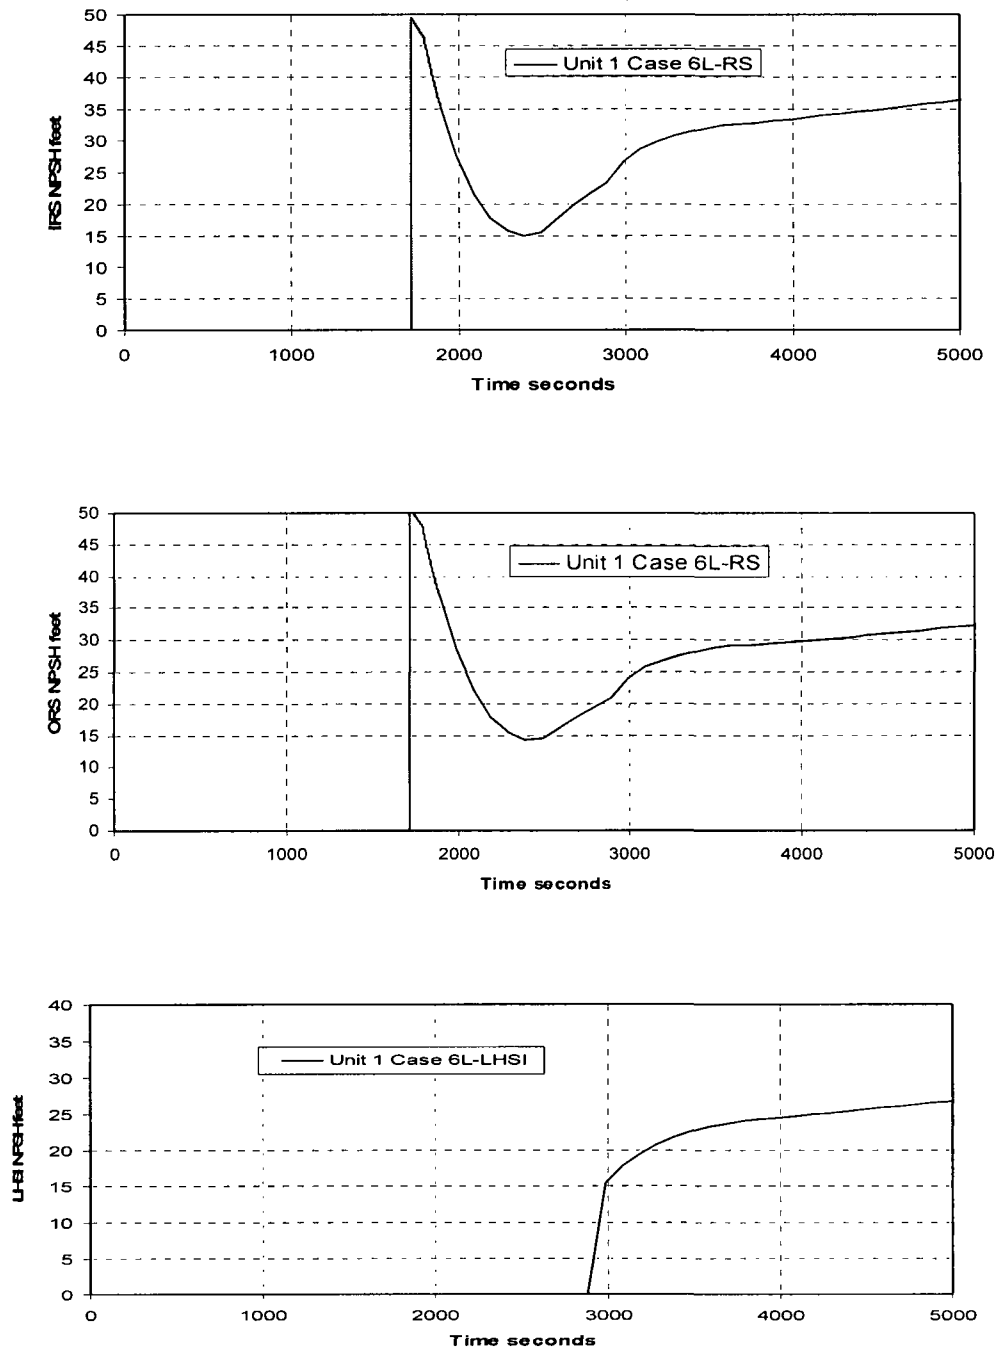 50
45
40
35
30
25
20
15
10
5
0
IRS NPSH feet
Unit 1 Case 6L-RS
0 1000 2000 3000 4000 5000
Time seconds
50
45
40
35
30
25
20
15
10
5
0
ORS NPSH feet
Unit 1 Case 6L-RS
0 1000 2000 3000 4000 5000
Time seconds
40
35
30
25
20
15
10
5
0
LHSI NPSH feet
Unit 1 Case 6L-LHSI
0 1000 2000 3000 4000 5000
Time seconds